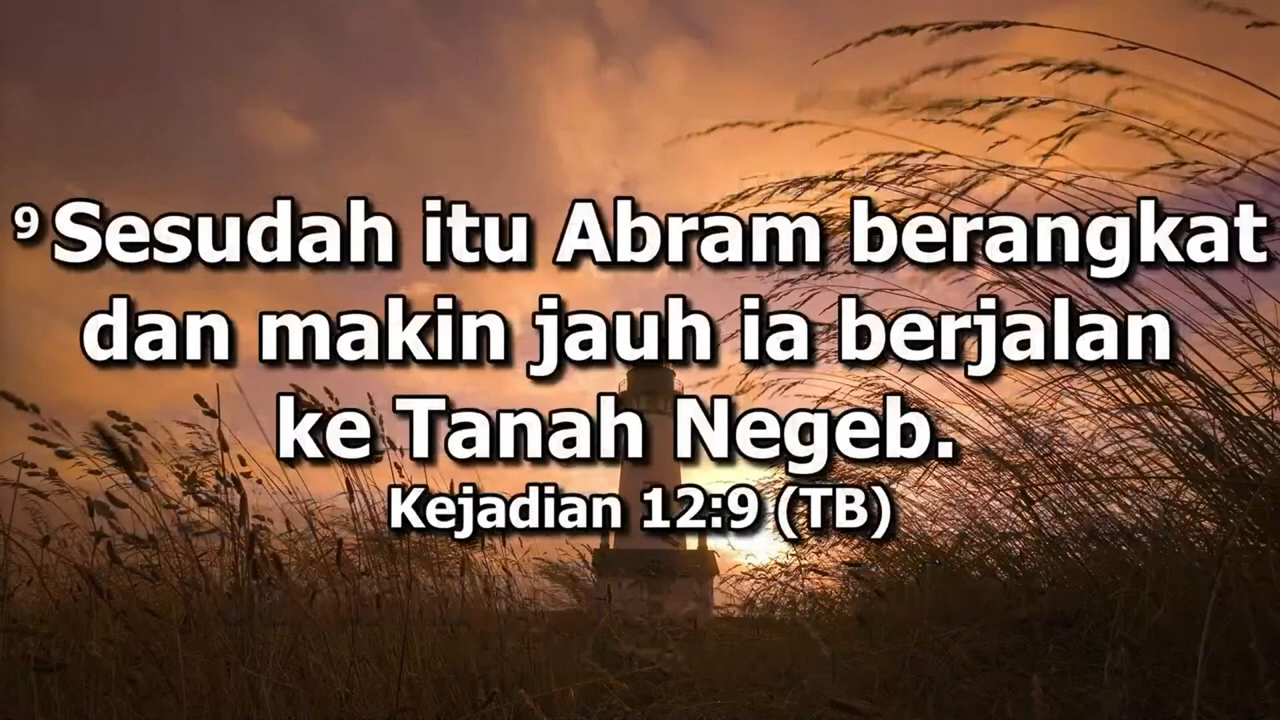 ⁹ Sesudah itu Abram berangkat
dan makin jauh ia berjalan
ke Tanah Negeb.
Kejadian 12:9 (TB)